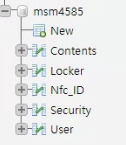 msm4585
New
Contents
Locker
Nfc_ID
Security
User